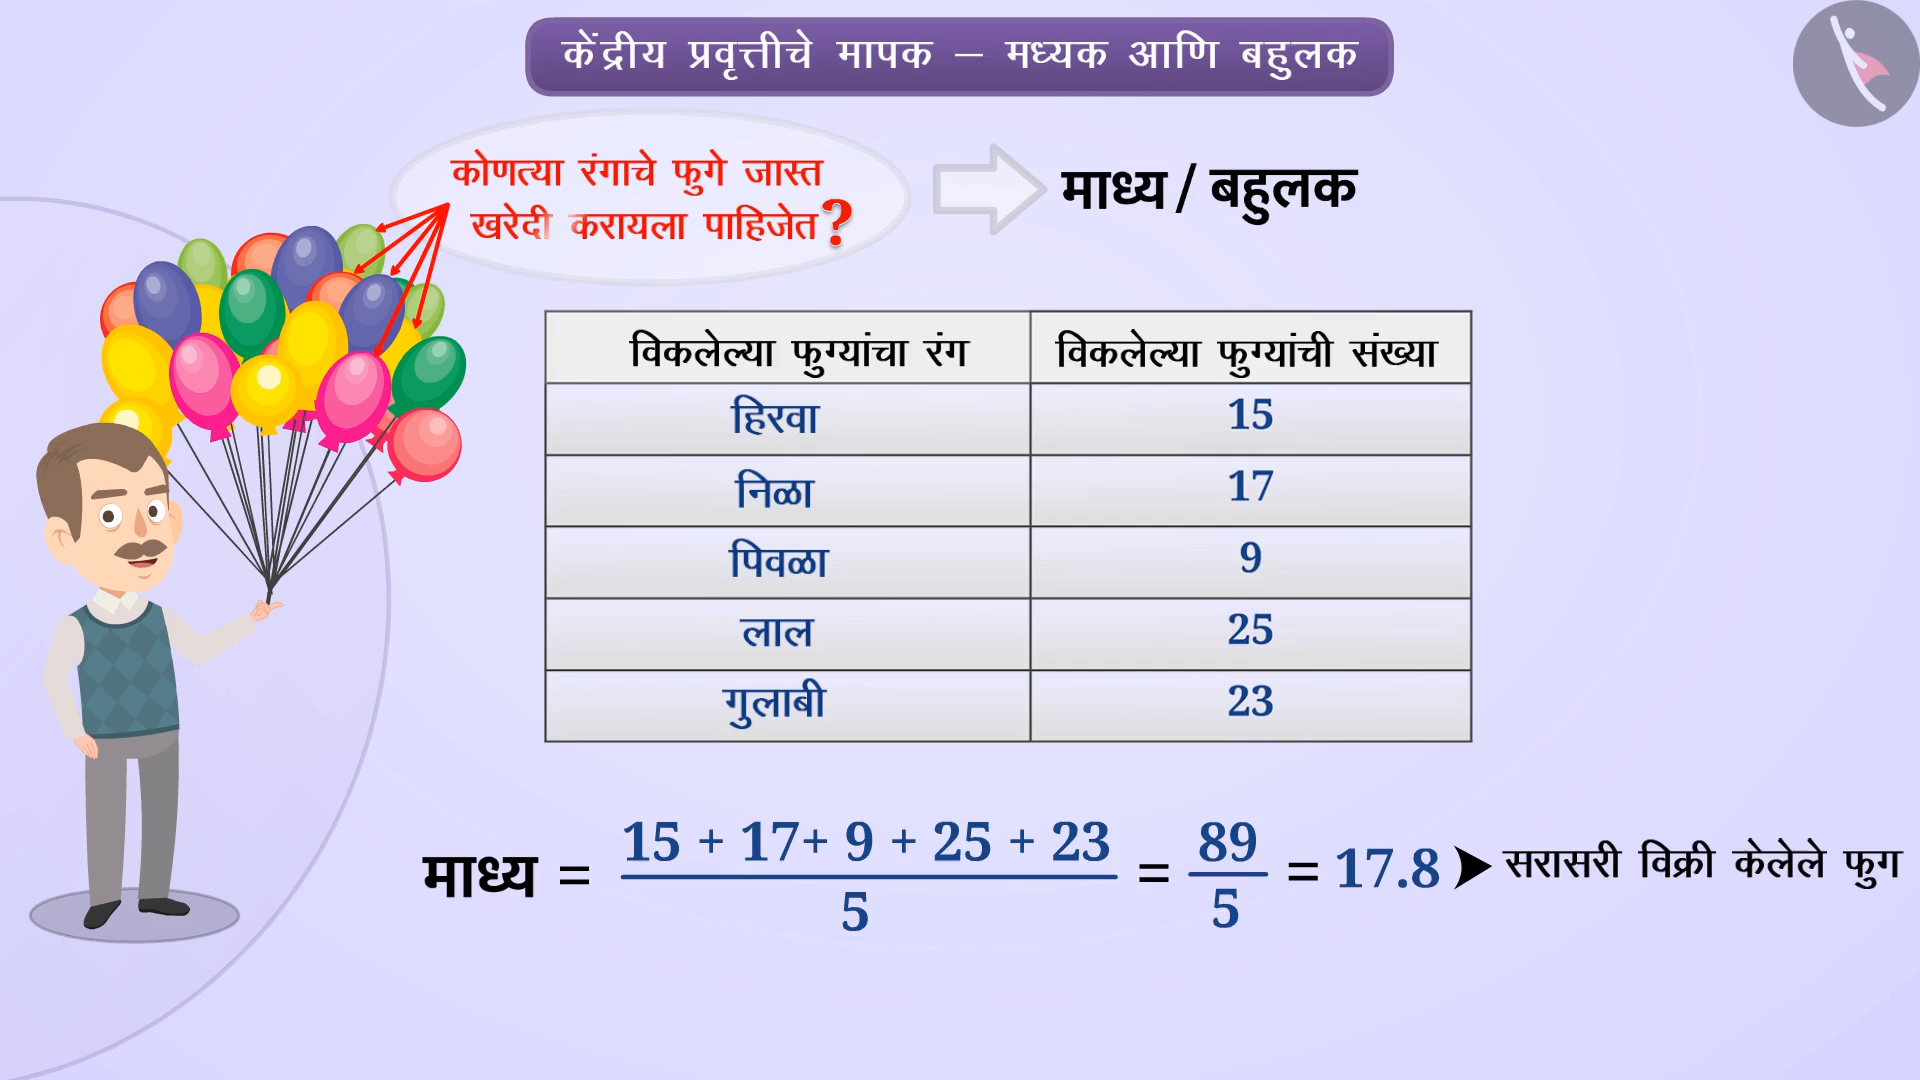 केंद्रीय प्रवृत्तीचे मापक – मध्यक आणि बहुलक
कोणत्या रंगाचे फुगे जास्त
खरेदी करायला पाहिजेत?
माध्य / बहुलक
विकलेल्या फुग्यांचा रंग विकलेल्या फुग्यांची संख्या
हिरवा 15
निळा 17
पिवळा 9
लाल 25
गुलाबी 23
माध्य = 15 + 17+ 9 + 25 + 23 / 5 = 89 / 5 = 17.8 ➤ सरासरी विक्री केलेले फुग